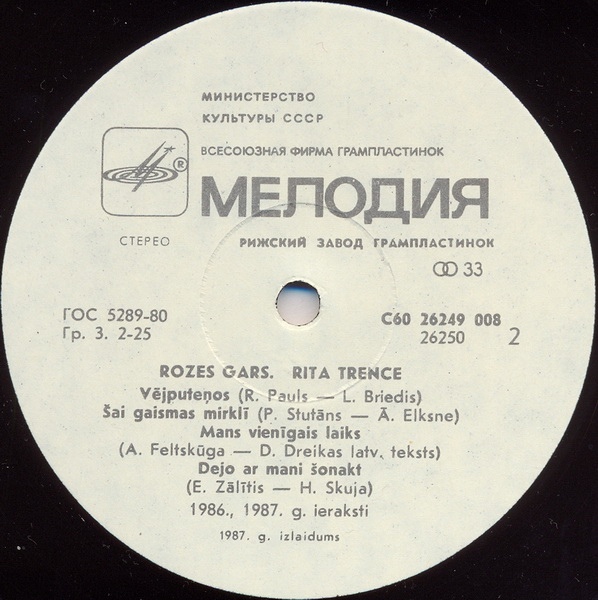 МИНИСТЕРСТВО
КУЛЬТУРЫ СССР
ВСЕСОЮЗНАЯ ФИРМА ГРАМПЛАСТИНОК
®
МЕЛОДИЯ
СТЕРЕО
РИЖСКИЙ ЗАВОД ГРАМПЛАСТИНОК
33
ГОС 5289-80
Гр. 3. 2-25
С60 26249 008
26250 2
ROZES GARS. RITA TRENCE
Vējputeņos (R. Pauls — L. Briedis)
Šai gaismas mirklī (P. Stutāns — Ā. Elksne)
Mans vienīgais laiks
(A. Feltskūga — D. Dreikas latv. teksts)
Dejo ar mani šonakt
(E. Zālītis — H. Skuja)
1986., 1987. g. ieraksti
1987. g. izlaidums